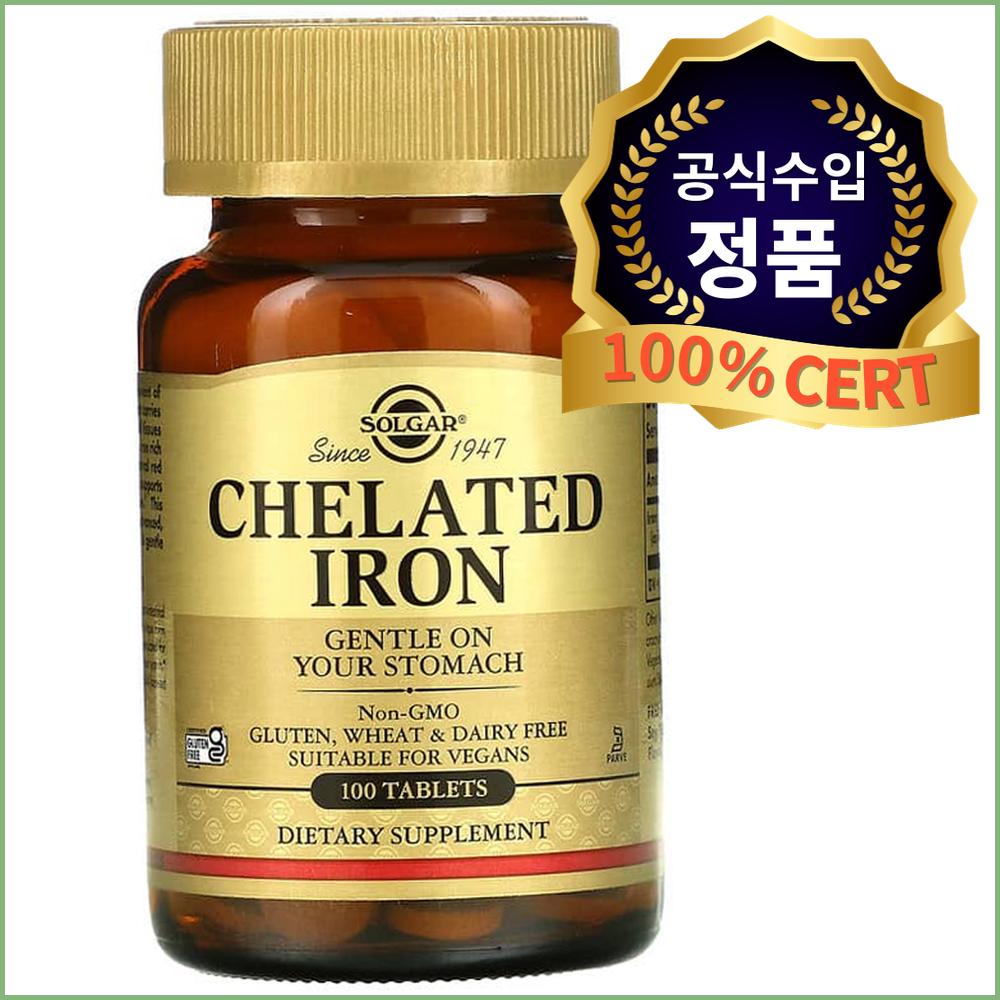 공식수입
정품
100% CERT
SOLGAR®
Since 1947
CHELATED
IRON
GENTLE ON
YOUR STOMACH
Non-GMO
GLUTEN, WHEAT & DAIRY FREE
SUITABLE FOR VEGANS
GLUTEN
FREE
PARVE
100 TABLETS
DIETARY SUPPLEMENT